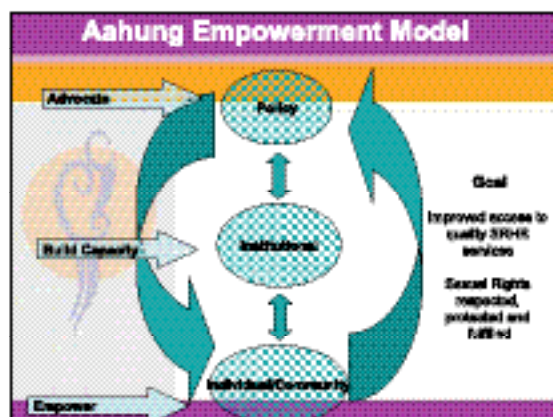 Aahung Empowerment Model
Advocate
Policy
Build Capacity
Institutions
Empower
Individual/Community
Goal
Improved access to
quality SRHR
services
Sexual Rights
respected,
protected and
fulfilled